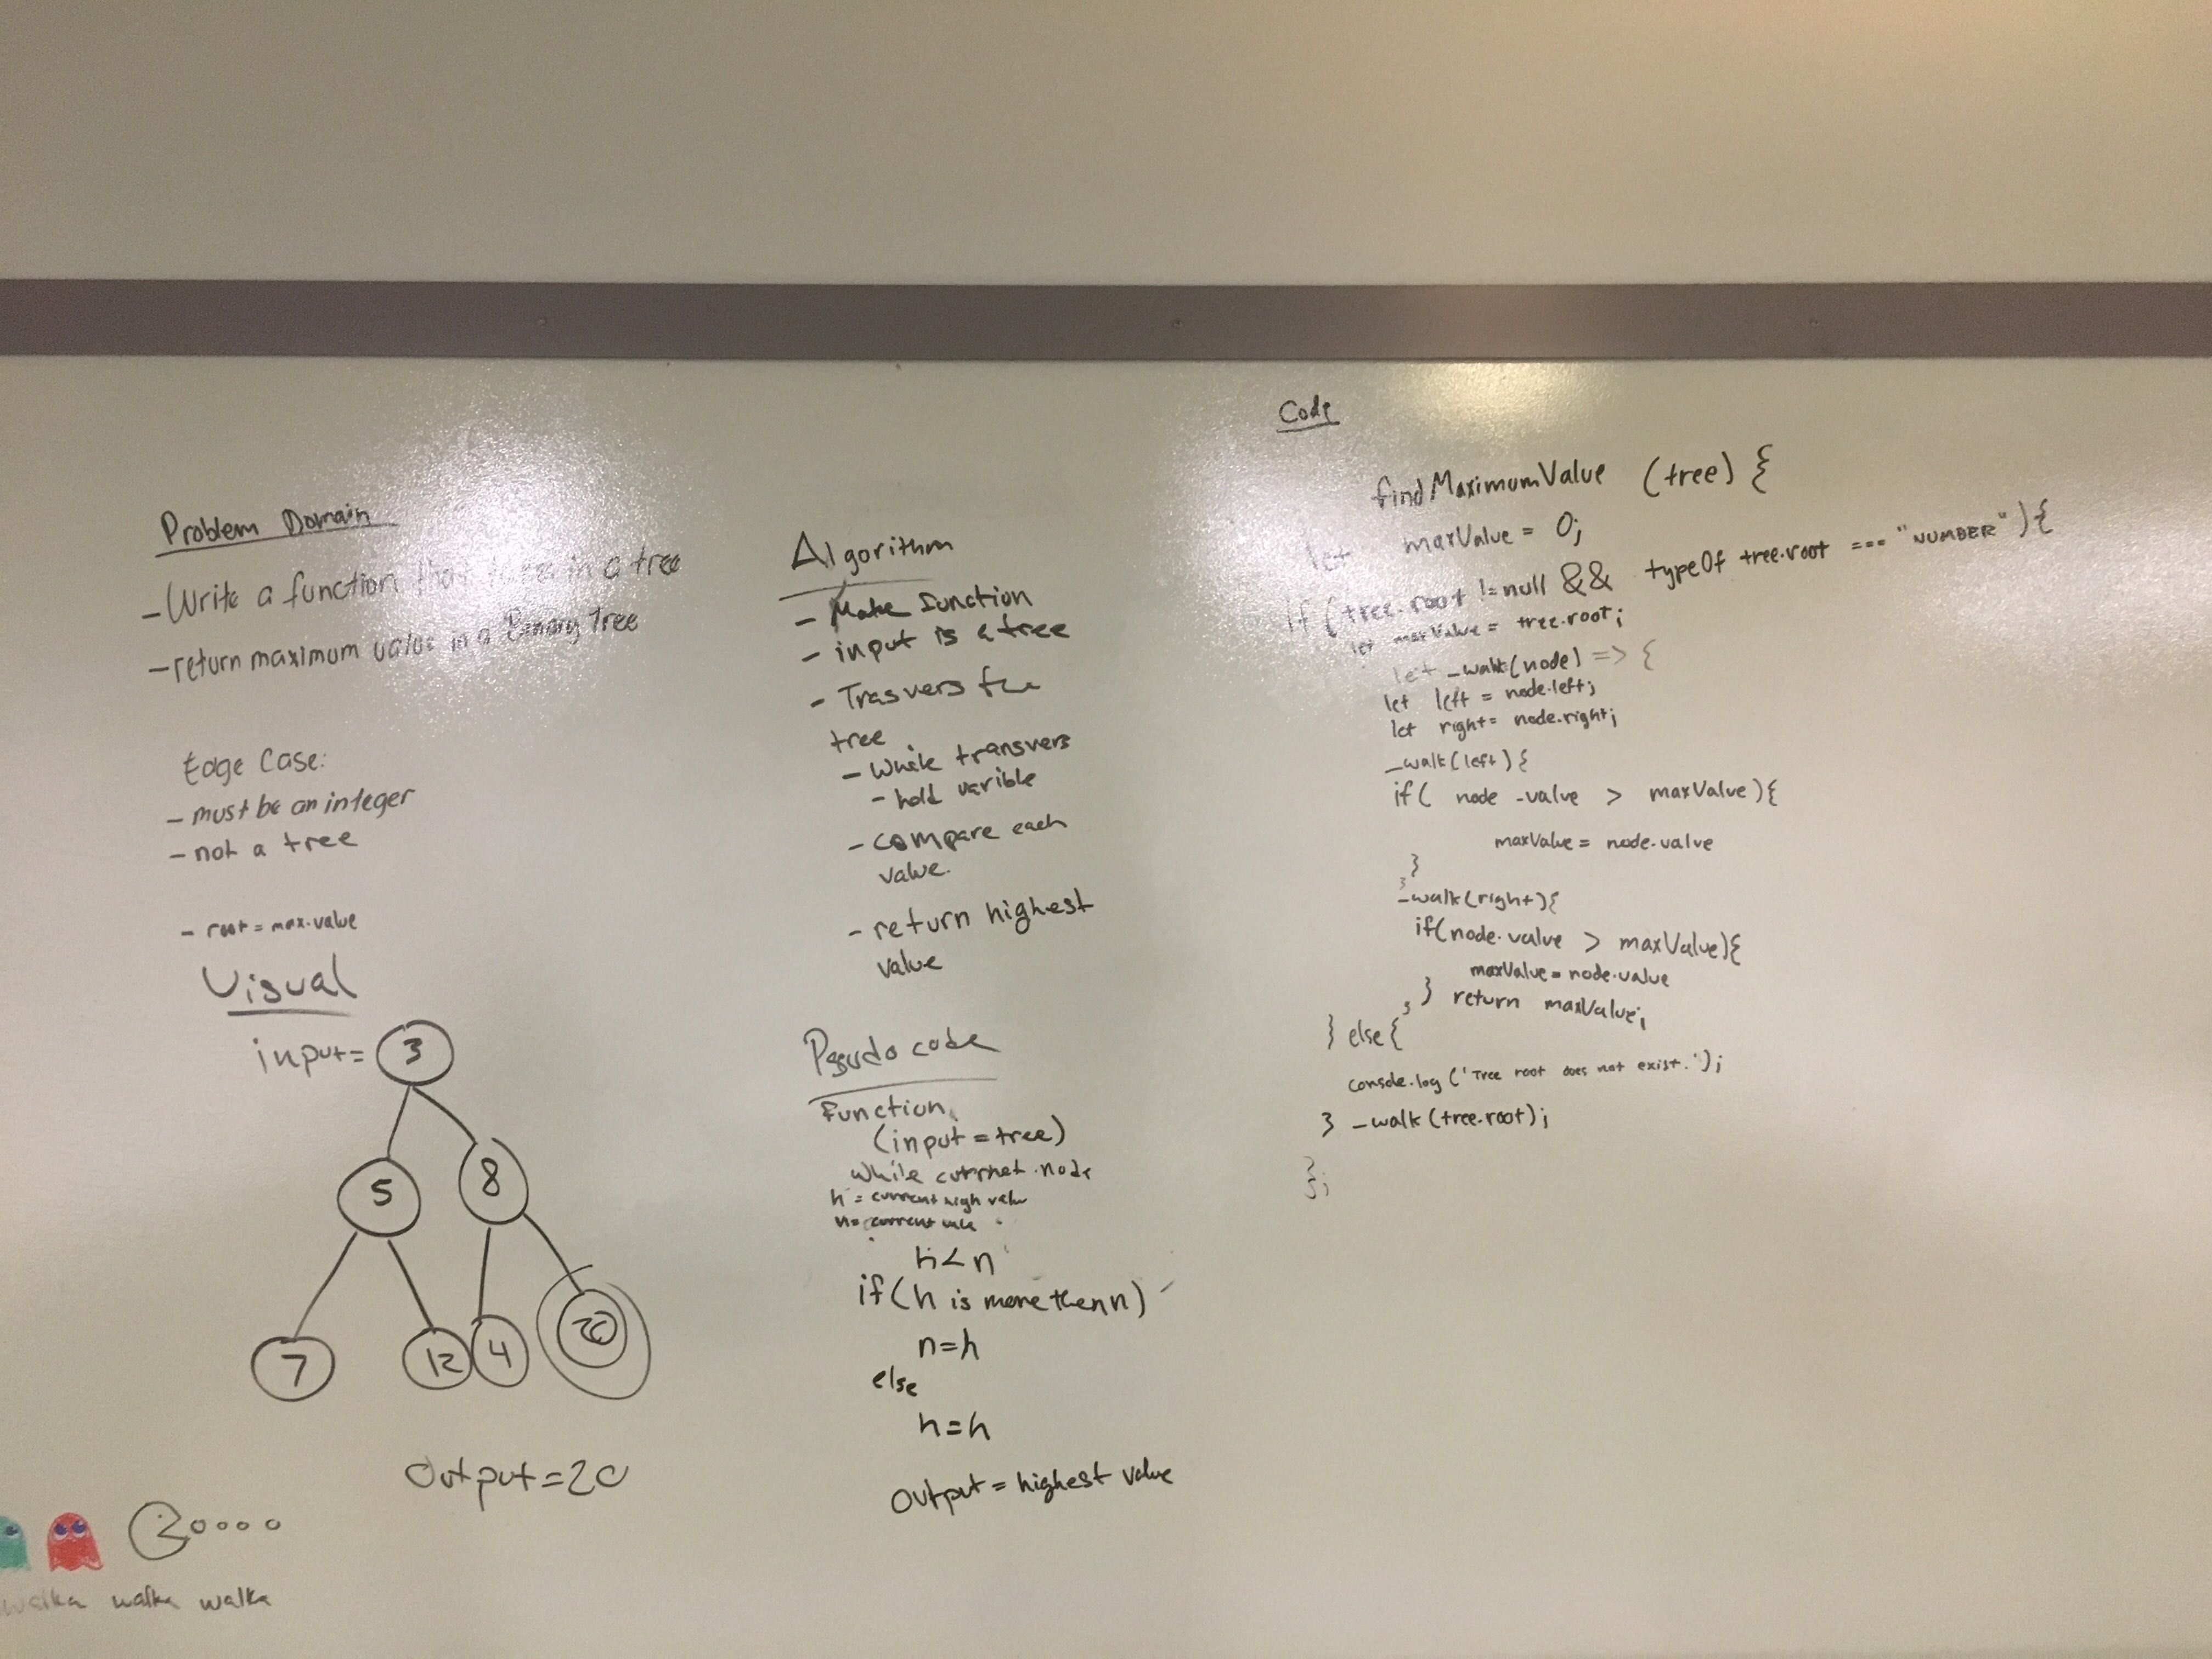 Problem Domain
- Write a function that takes in a tree
- return maximum value in a Binary Tree
Edge Case:
- must be an integer
- not a tree
- root = max.value
Visual
input = 3
5 8
7 12 4 20
Output = 20
walka walka walka
Algorithm
- Make function
- input is a tree
- Trasvers
tree
- While transvers
- hold varible
- compare each
value.
- return highest
value
Pseudo code
Function
(input = tree)
while node
h = current high value
n = current
h < n
if (h is more then n)
n = h
else
h = h
Output = highest value
Code
findMaximumValue (tree) {
let maxValue = 0;
if (tree.root != null && typeOf tree.root === "NUMBER") {
let maxValue = tree.root;
let _walk(node) => {
let left = node.left;
let right = node.right;
_walk(left) {
if( node .value > maxValue) {
maxValue = node.value
}
}
_walk(right) {
if(node.value > maxValue) {
maxValue = node.value
} return maxValue;
}
} else {
console.log ('Tree root does not exist.');
} _walk (tree.root);
}
};